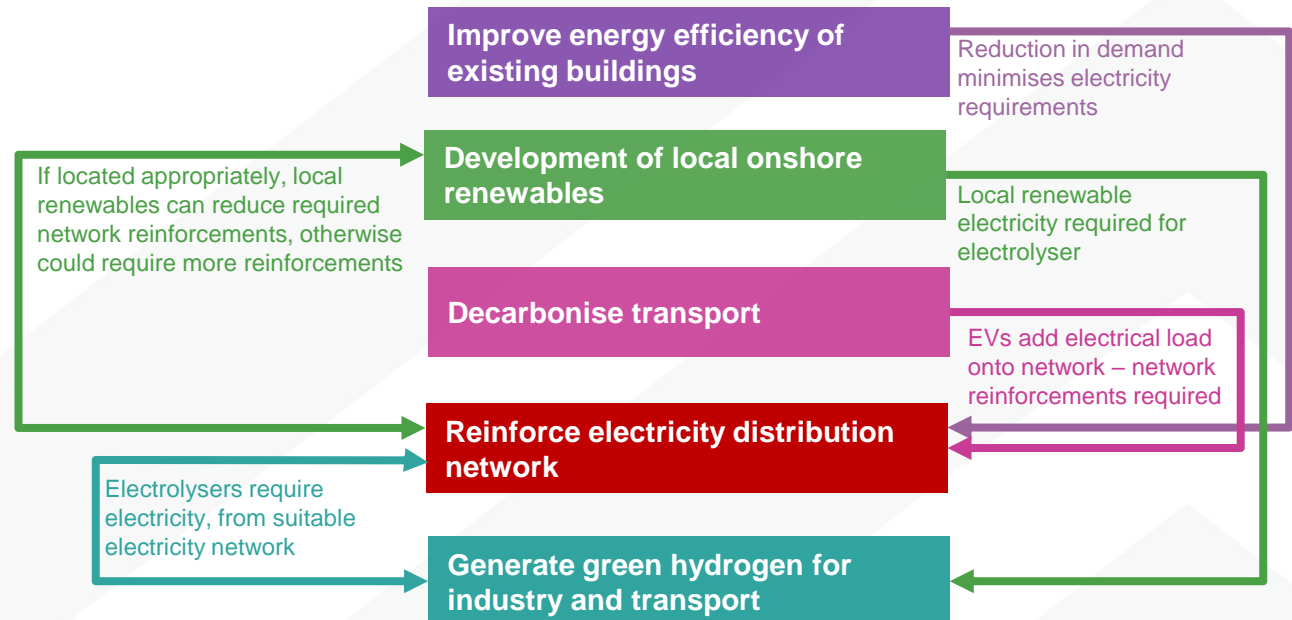 Improve energy efficiency of
existing buildings
Reduction in demand
minimises electricity
requirements
Development of local onshore
renewables
If located appropriately, local
renewables can reduce required
network reinforcements, otherwise
could require more reinforcements
Local renewable
electricity required for
electrolyser
Decarbonise transport
EVs add electrical load
onto network – network
reinforcements required
Reinforce electricity distribution
network
Electrolysers require
electricity, from suitable
electricity network
Generate green hydrogen for
industry and transport